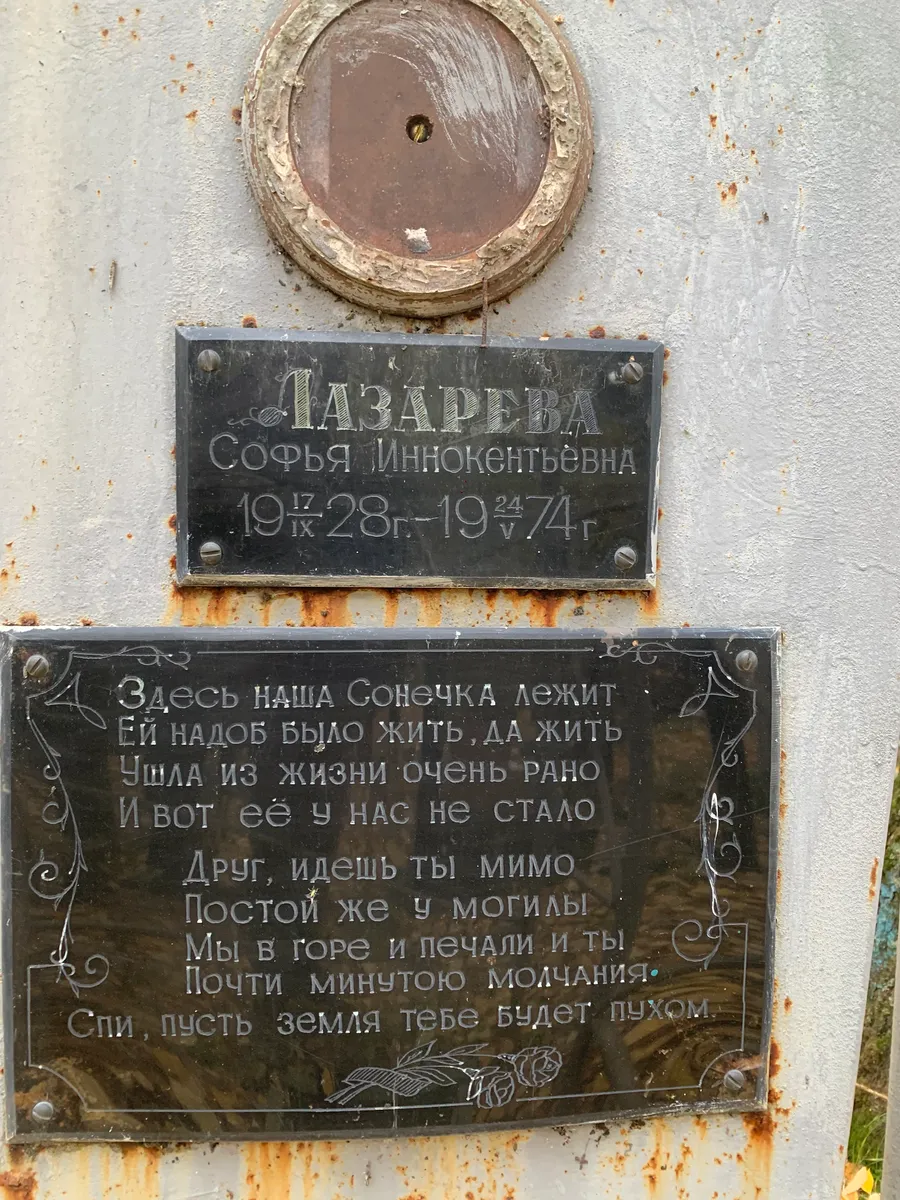 ЛАЗАРЕВА
СОФЬЯ ИННОКЕНТЬЕВНА
19 17/IX 28г. – 19 24/V 74г
ЗДЕСЬ НАША СОНЕЧКА ЛЕЖИТ
ЕЙ НАДОБ БЫЛО ЖИТЬ, ДА ЖИТЬ
УШЛА ИЗ ЖИЗНИ ОЧЕНЬ РАНО
И ВОТ ЕЁ У НАС НЕ СТАЛО
ДРУГ, ИДЕШЬ ТЫ МИМО
ПОСТОЙ ЖЕ У МОГИЛЫ
МЫ В ГОРЕ И ПЕЧАЛИ И ТЫ
ПОЧТИ МИНУТОЮ МОЛЧАНИЯ.
СПИ, ПУСТЬ ЗЕМЛЯ ТЕБЕ БУДЕТ ПУХОМ.